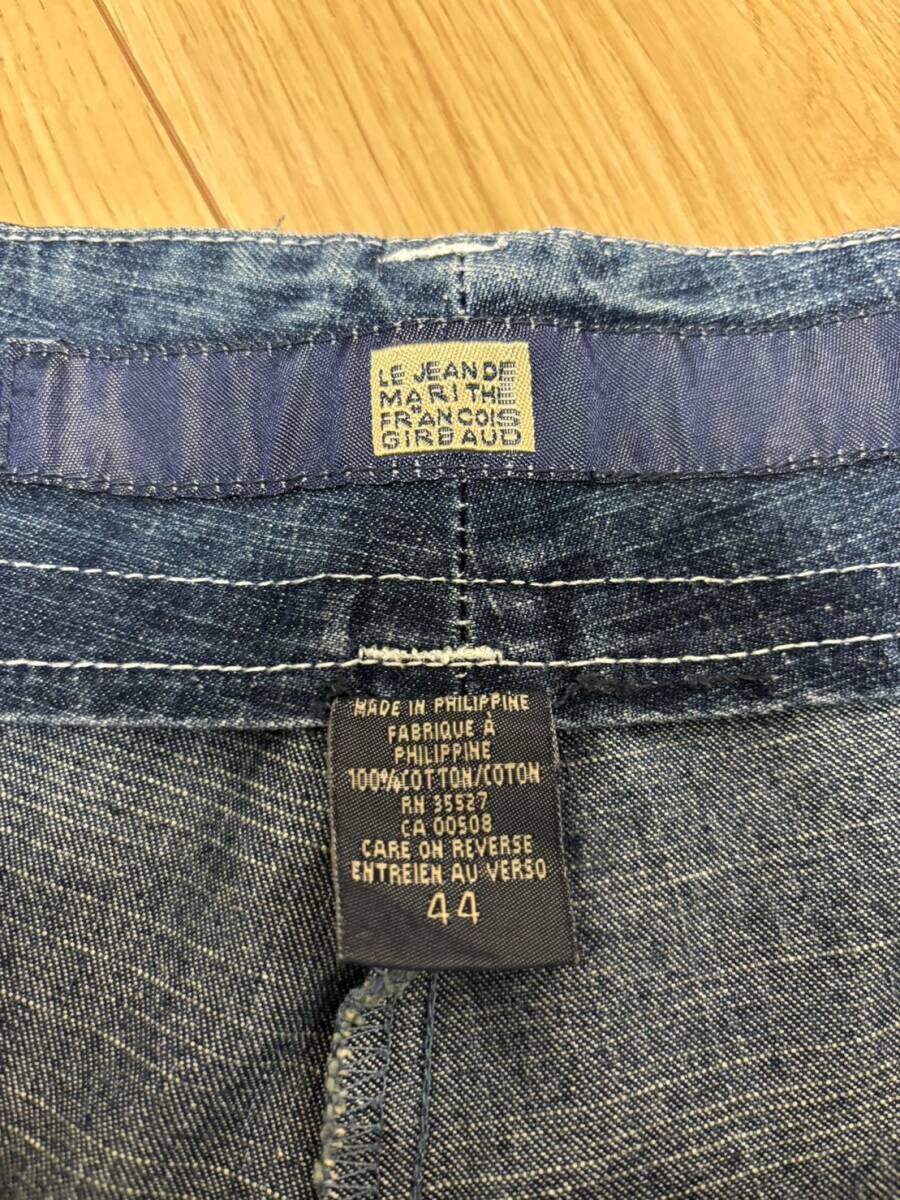 LE JEAN DE
MARITHE
FRANCOIS
GIRBAUD
MADE IN PHILIPPINE
FABRIQUE À
PHILIPPINE
100% COTTON/COTON
RN 35527
CA 00508
CARE ON REVERSE
ENTREIEN AU VERSO
44